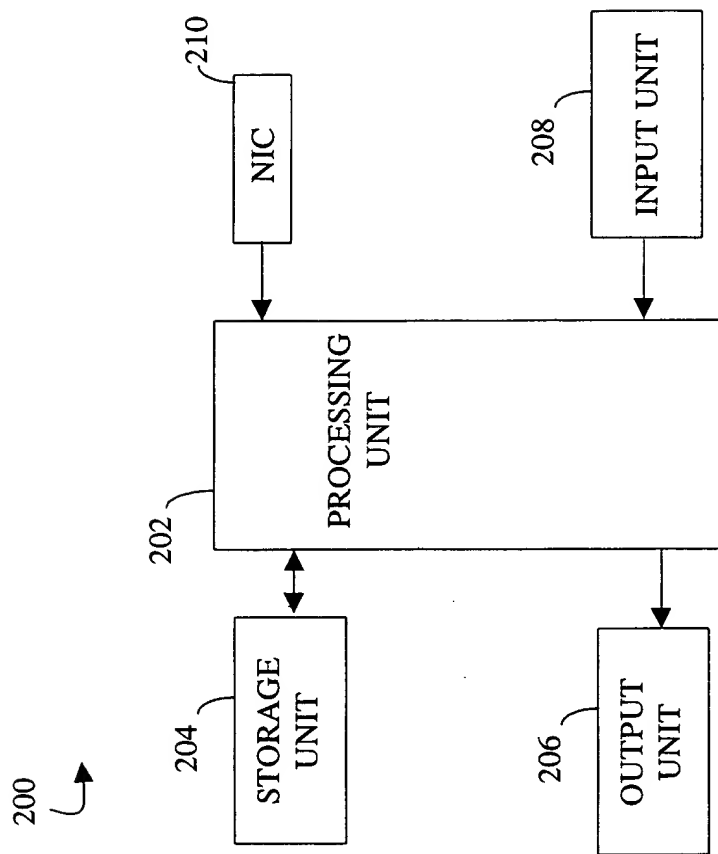 200
204
STORAGE
UNIT
202
PROCESSING
UNIT
210
NIC
206
OUTPUT
UNIT
208
INPUT UNIT